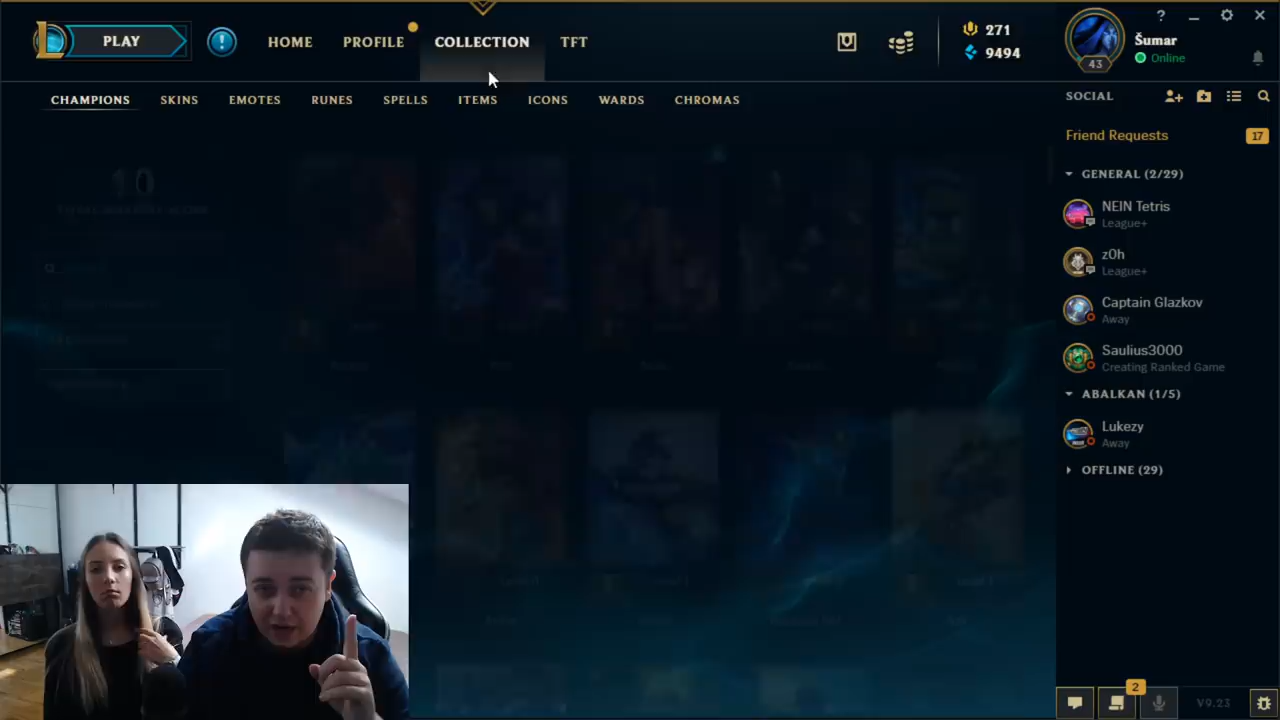 PLAY
HOME
PROFILE
COLLECTION
TFT
271
9494
?
43
Šumar
Online
CHAMPIONS
SKINS
EMOTES
RUNES
SPELLS
ITEMS
ICONS
WARDS
CHROMAS
SOCIAL
Friend Requests
17
GENERAL (2/29)
NEIN Tetris
League+
z0h
League+
Captain Glazkov
Away
Saulius3000
Creating Ranked Game
ABALKAN (1/5)
Lukezy
Away
OFFLINE (29)
2
V9.23